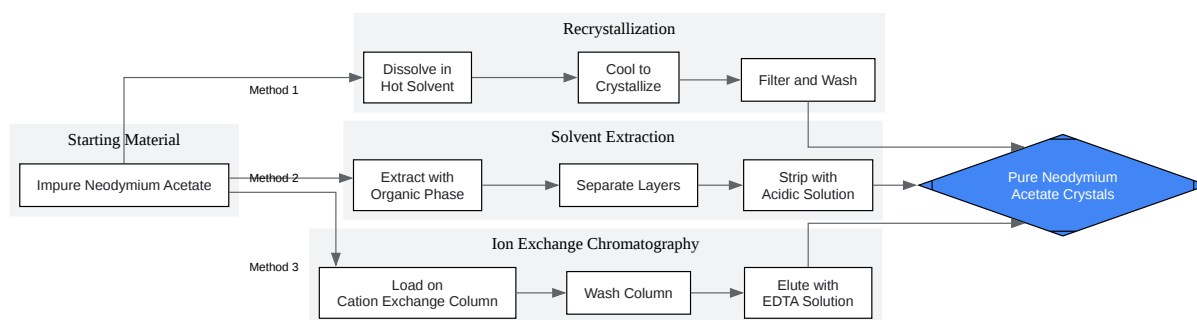 Recrystallization
Dissolve in
Hot Solvent
Cool to
Crystallize
Filter and Wash
Method 1
Starting Material
Impure Neodymium Acetate
Solvent Extraction
Method 2
Extract with
Organic Phase
Separate Layers
Strip with
Acidic Solution
Pure Neodymium
Acetate Crystals
Ion Exchange Chromatography
Method 3
Load on
Cation Exchange Column
Wash Column
Elute with
EDTA Solution